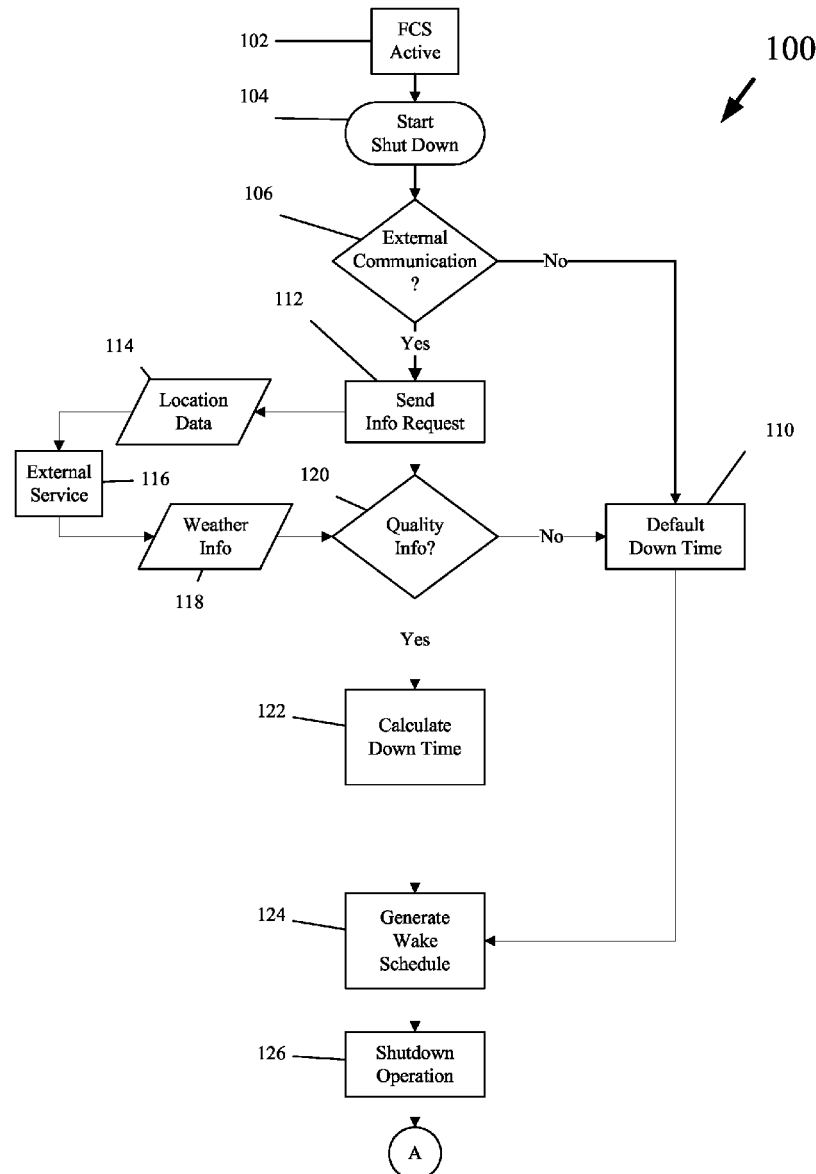 102
FCS
Active
100
104
Start
Shut Down
106
External
Communication
?
No
112
Yes
114
Location
Data
Send
Info Request
110
External
Service
116
120
Weather
Info
Quality
Info?
No
Default
Down Time
118
Yes
122
Calculate
Down Time
124
Generate
Wake
Schedule
126
Shutdown
Operation
A